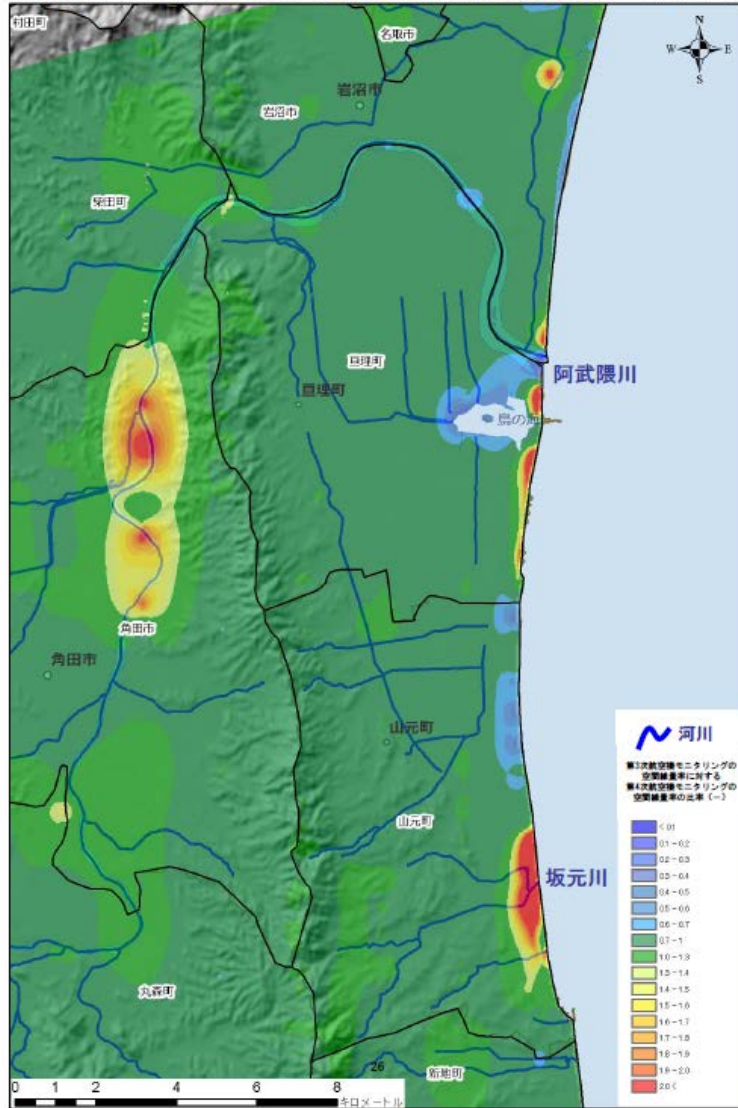 村田町
名取市
N
W
E
S
岩沼市
岩沼市
柴田町
亘理町
阿武隈川
亘理町
鳥の海
角田市
角田市
山元町
河川
第3次航空機モニタリングの
空間線量率に対する
第4次航空機モニタリングの
空間線量率の比率（－）
山元町
< 0.1
0.1 - 0.2
0.2 - 0.3
0.3 - 0.4
0.4 - 0.5
0.5 - 0.6
0.6 - 0.7
0.7 - 1
1.0 - 1.3
1.3 - 1.4
1.4 - 1.5
1.5 - 1.6
1.6 - 1.7
1.7 - 1.8
1.8 - 1.9
1.9 - 2.0
2.0 <
坂元川
丸森町
新地町
26
0 1 2 4 6 8
キロメートル